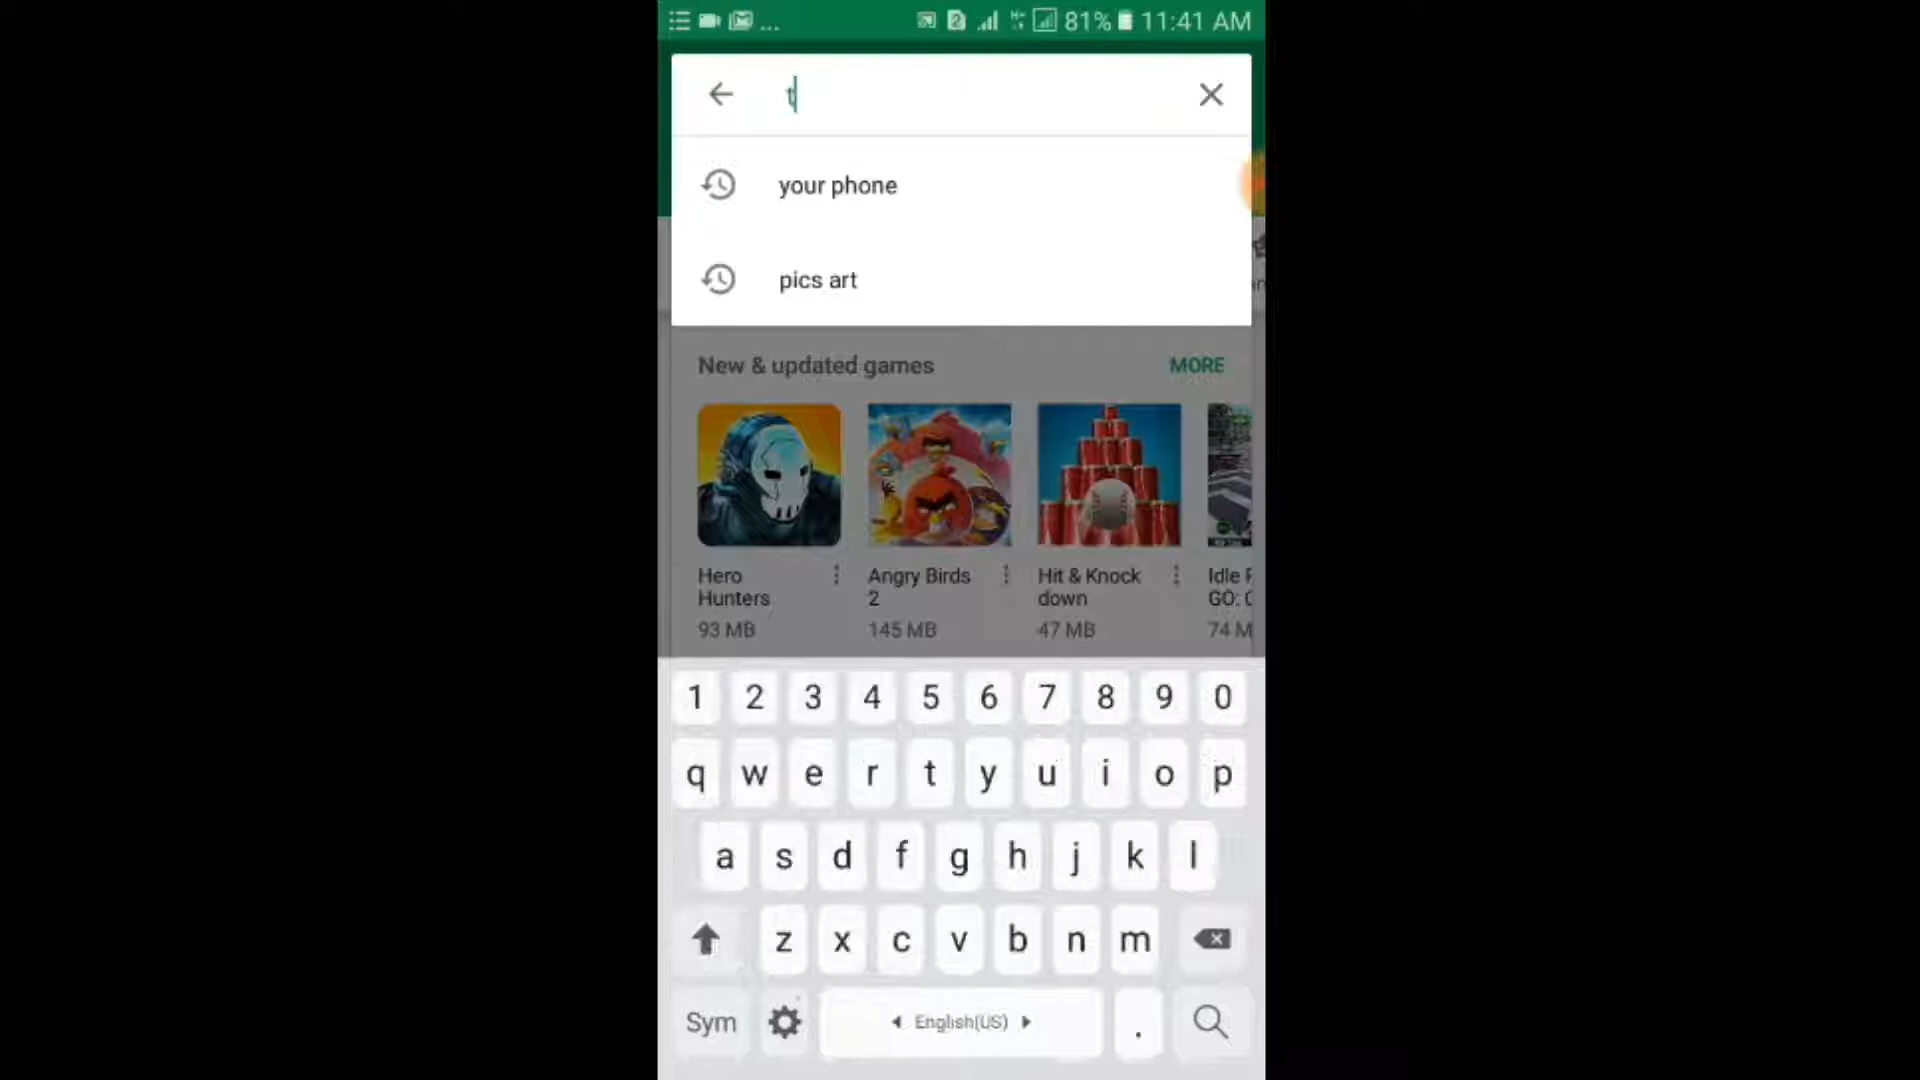 ... 81% 11:41 AM
t
your phone
pics art
New & updated games MORE
Hero Hunters
93 MB
Angry Birds 2
145 MB
Hit & Knock down
47 MB
Idle
GO:
74 M
1 2 3 4 5 6 7 8 9 0
q w e r t y u i o p
a s d f g h j k l
z x c v b n m
Sym English(US) .